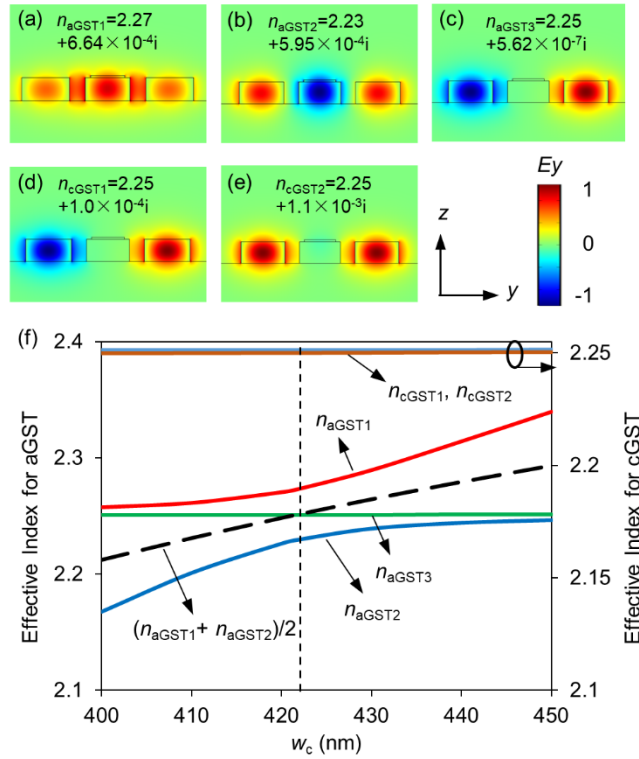 (a) naGST1=2.27
+6.64×10-4i
(b) naGST2=2.23
+5.95×10-4i
(c) naGST3=2.25
+5.62×10-7i
(d) ncGST1=2.25
+1.0×10-4i
(e) ncGST2=2.25
+1.1×10-3i
z
y
Ey
1
0
-1
(f)
Effective Index for aGST
2.4
2.3
2.2
2.1
400
410
420
430
440
450
wc (nm)
2.25
2.2
2.15
2.1
Effective Index for cGST
ncGST1, ncGST2
naGST1
naGST3
naGST2
(naGST1+ naGST2)/2